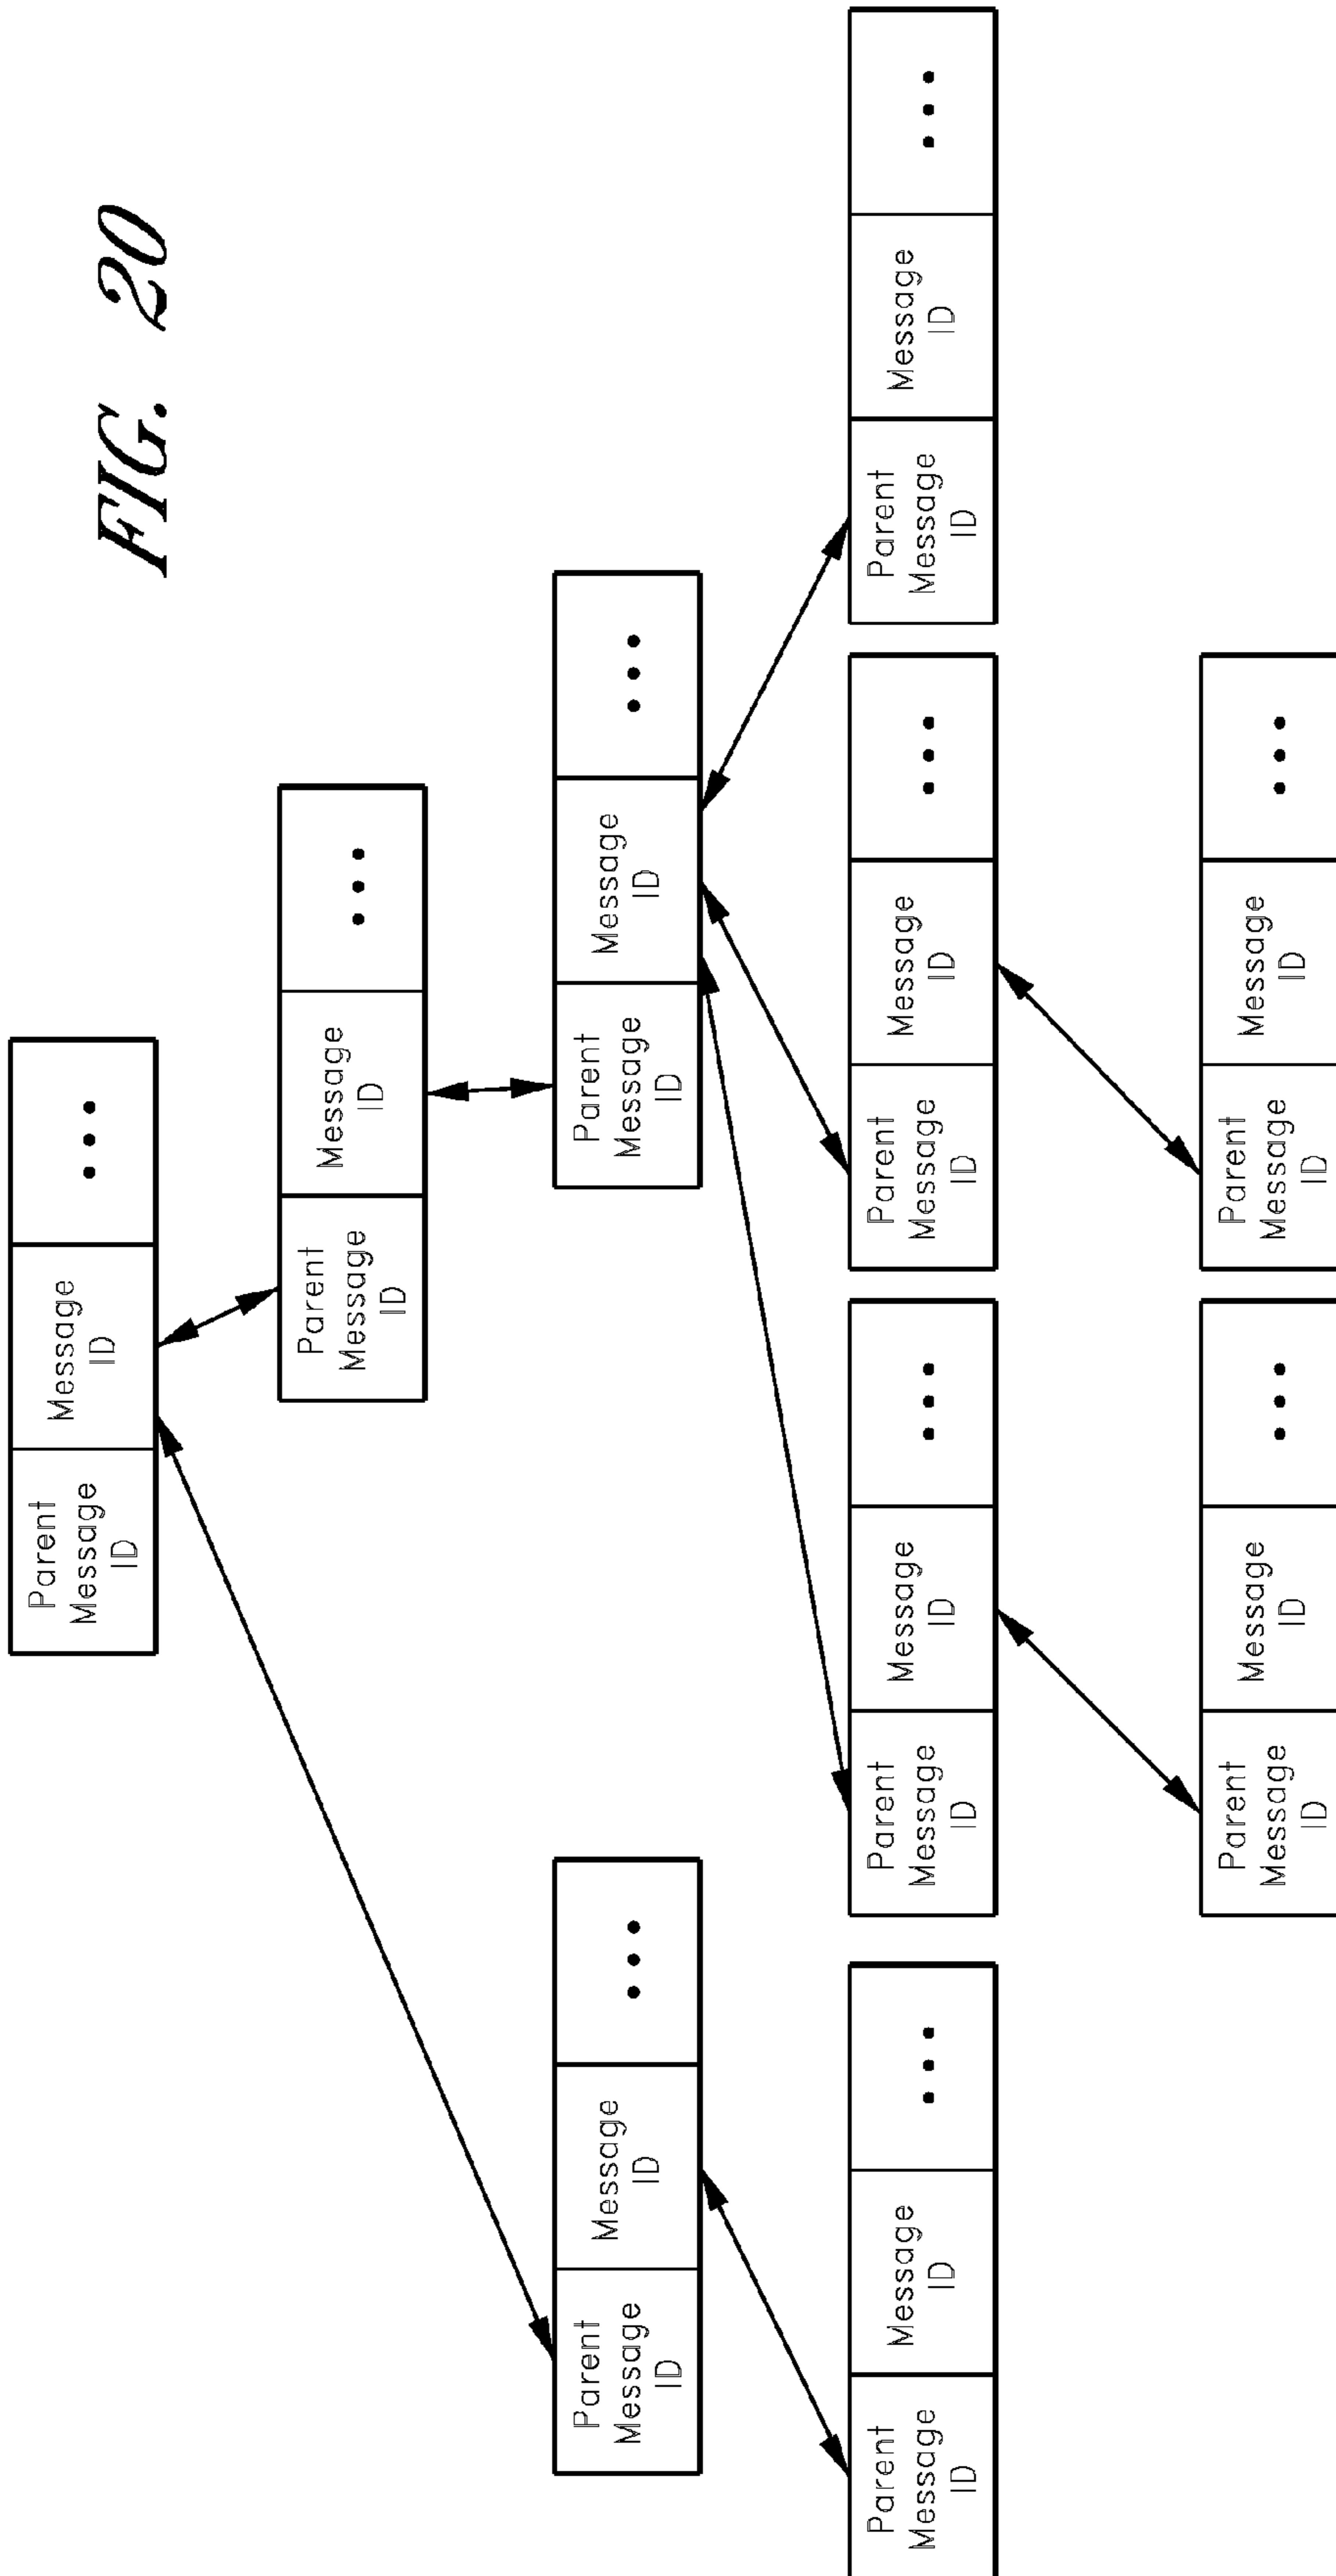 FIG. 20
Parent
Message
ID
Message
ID
•••
Parent
Message
ID
Message
ID
•••
Parent
Message
ID
Message
ID
•••
Parent
Message
ID
Message
ID
•••
Parent
Message
ID
Message
ID
•••
Parent
Message
ID
Message
ID
•••
Parent
Message
ID
Message
ID
•••
Parent
Message
ID
Message
ID
•••
Parent
Message
ID
Message
ID
•••
Parent
Message
ID
Message
ID
•••